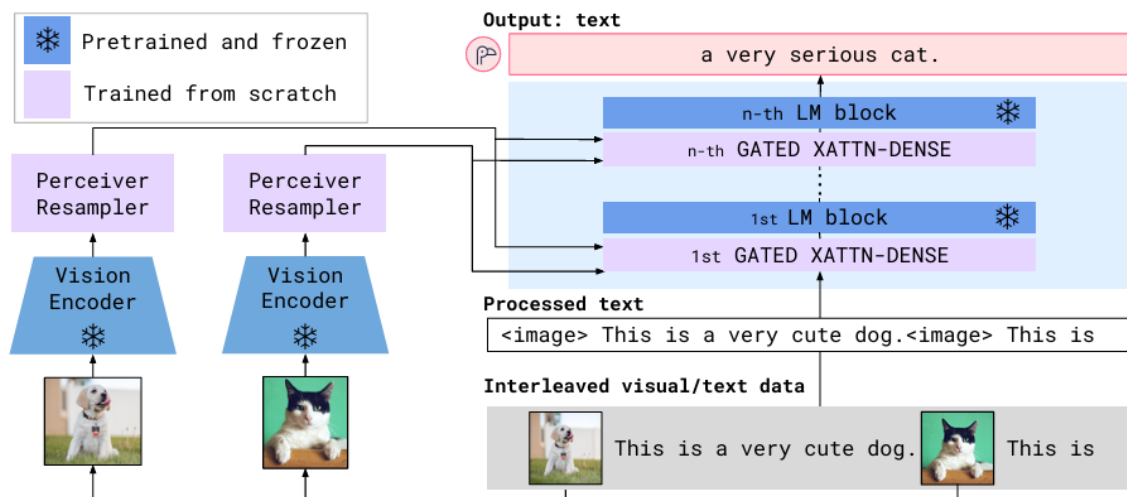 Pretrained and frozen
Trained from scratch
Perceiver
Resampler
Perceiver
Resampler
Vision
Encoder
Vision
Encoder
Output: text
a very serious cat.
n-th LM block
n-th GATED XATTN-DENSE
1st LM block
1st GATED XATTN-DENSE
Processed text
<image> This is a very cute dog.<image> This is
Interleaved visual/text data
This is a very cute dog.
This is